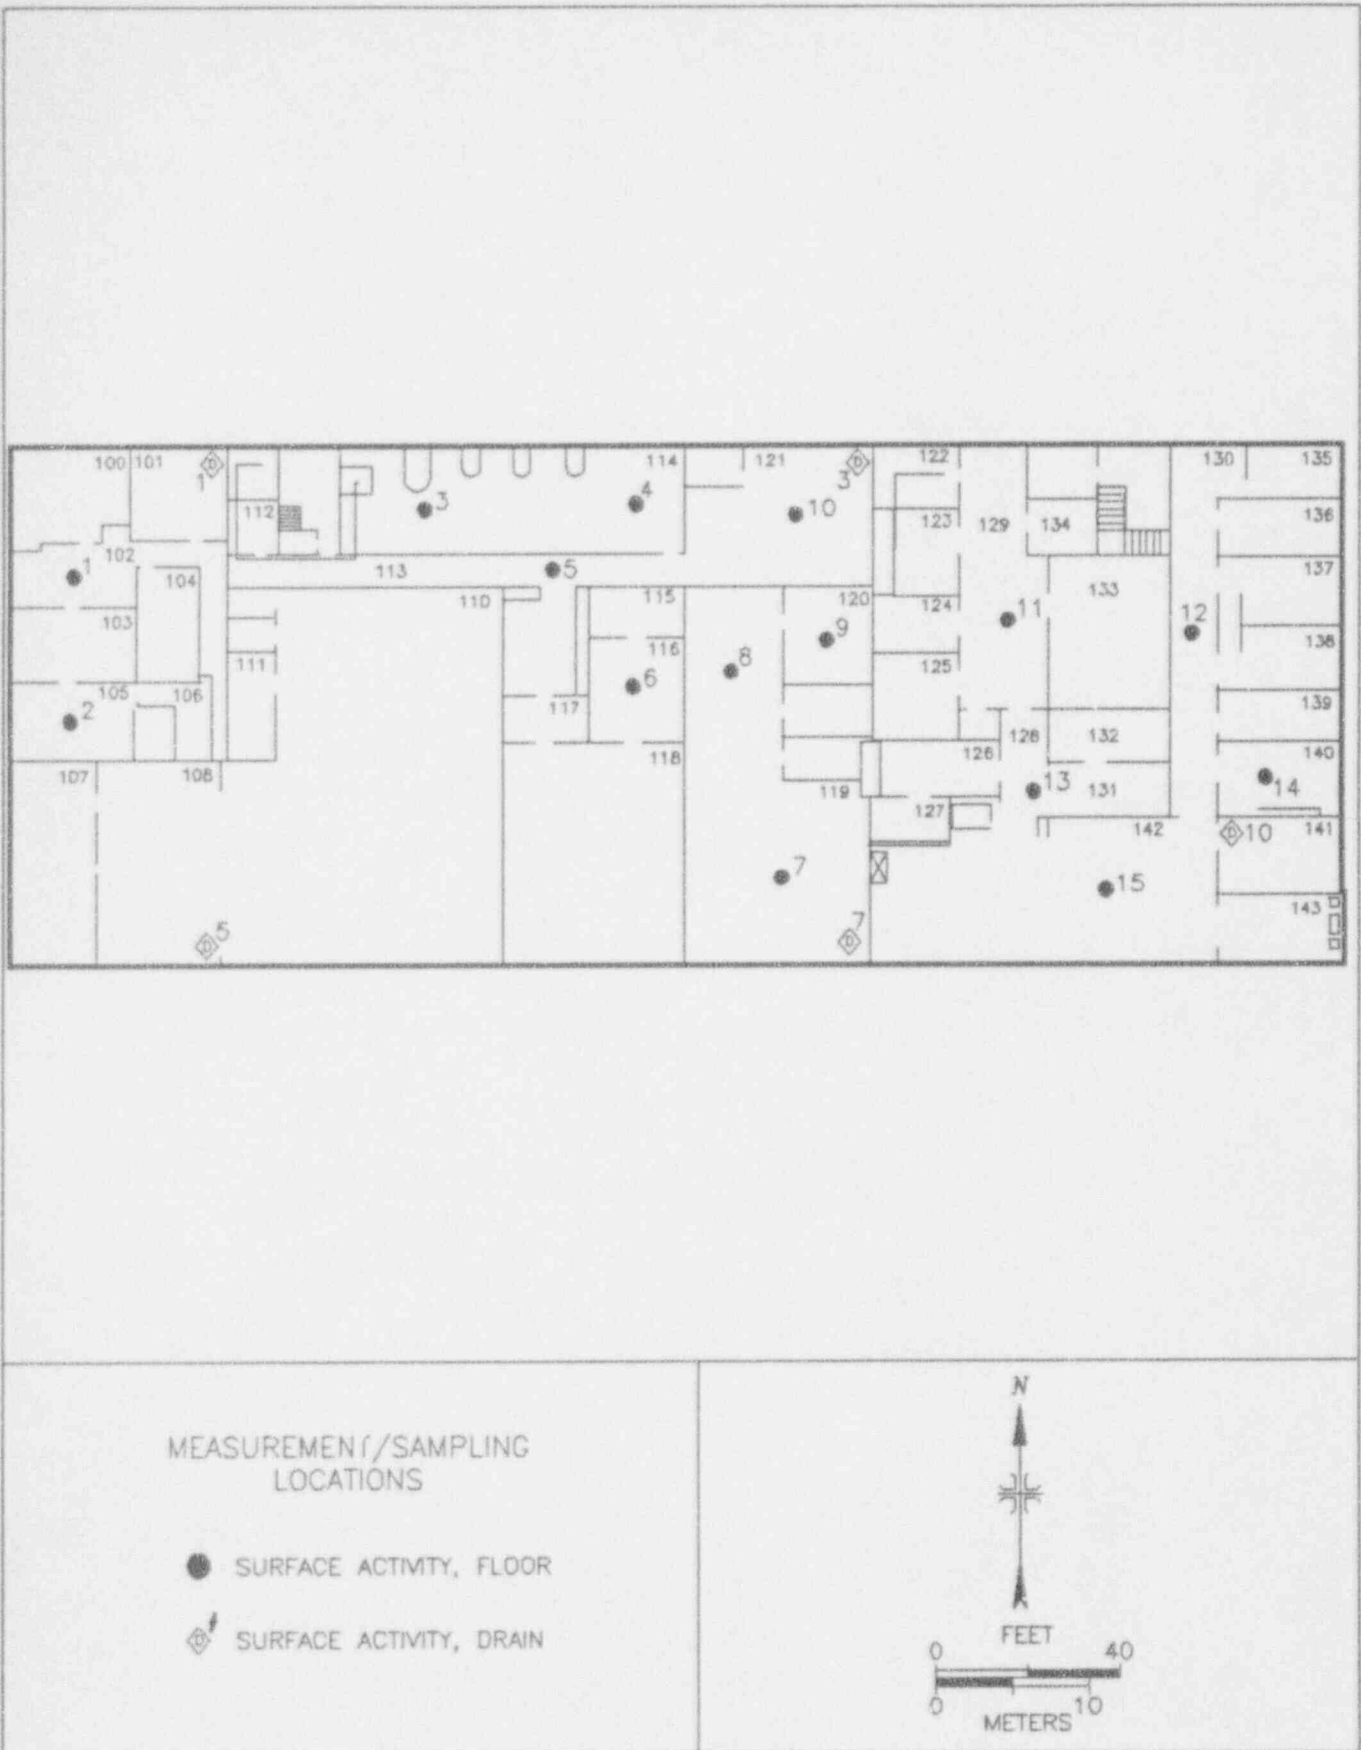 100 101 114 121 122 130 135
1 3
3 4 10
112 123 129 134 136
102 113 5 137
1 104 133
110 115 120 124
103 11 12
9 138
111 116 125
8
105 106 6
2 117 139
118 126 128 132 140
107 108
119 13 131 14
127 142 10 141
7 15
143
5 7
MEASUREMENT/SAMPLING
LOCATIONS
SURFACE ACTIVITY, FLOOR
D # SURFACE ACTIVITY, DRAIN
N
FEET
0 40
0 10
METERS